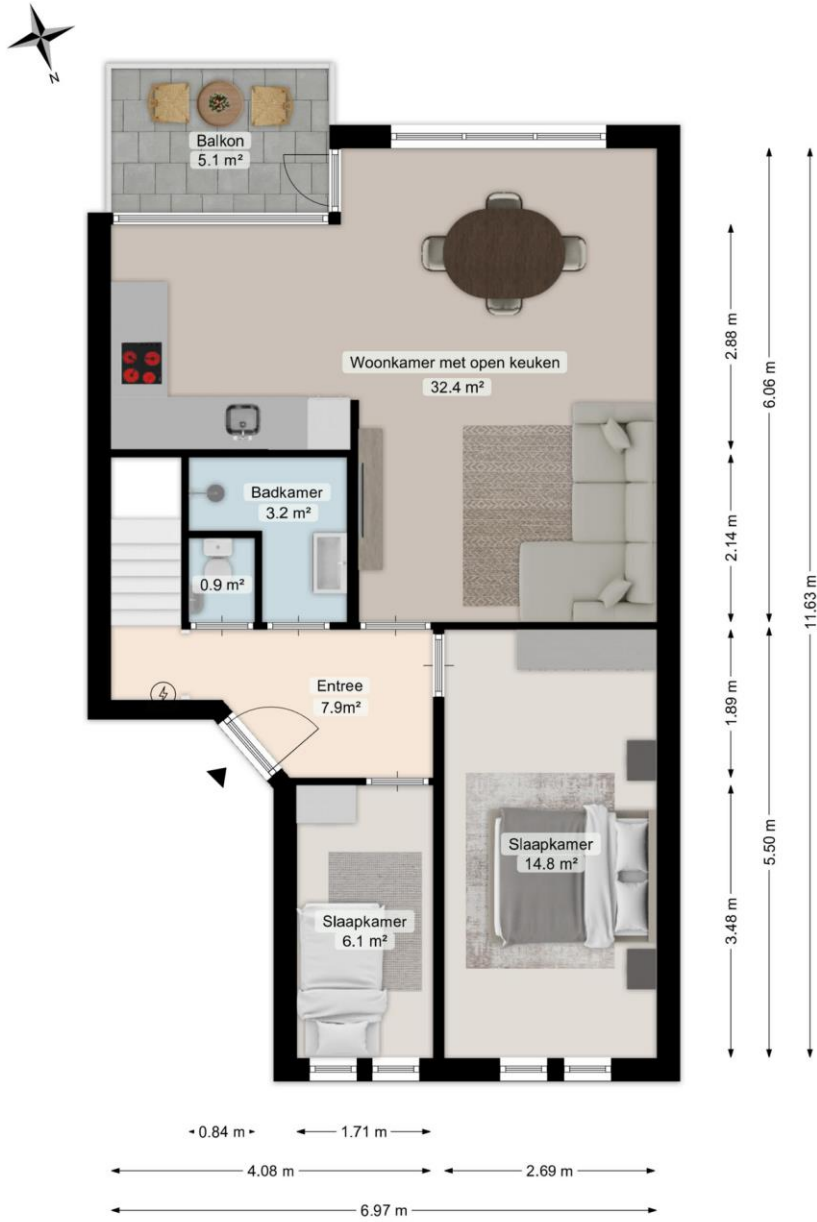 N
Balkon
5.1 m²
Woonkamer met open keuken
32.4 m²
Badkamer
3.2 m²
0.9 m²
Entree
7.9m²
Slaapkamer
14.8 m²
Slaapkamer
6.1 m²
2.88 m
6.06 m
2.14 m
11.63 m
1.89 m
5.50 m
3.48 m
0.84 m
1.71 m
4.08 m
2.69 m
6.97 m